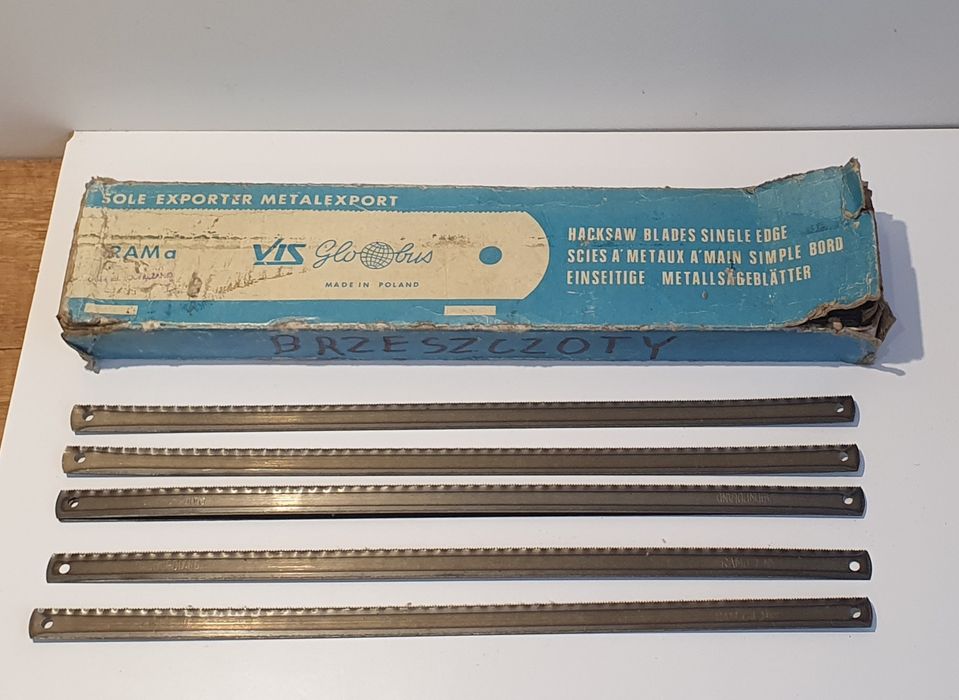 SOLE EXPORTER METALEXPORT
RAMa
VIS Globus
MADE IN POLAND
HACKSAW BLADES SINGLE EDGE
SCIES A' METAUX A' MAIN SIMPLE BORD
EINSEITIGE METALLSÄGEBLÄTTER
BRZESZCZOTY